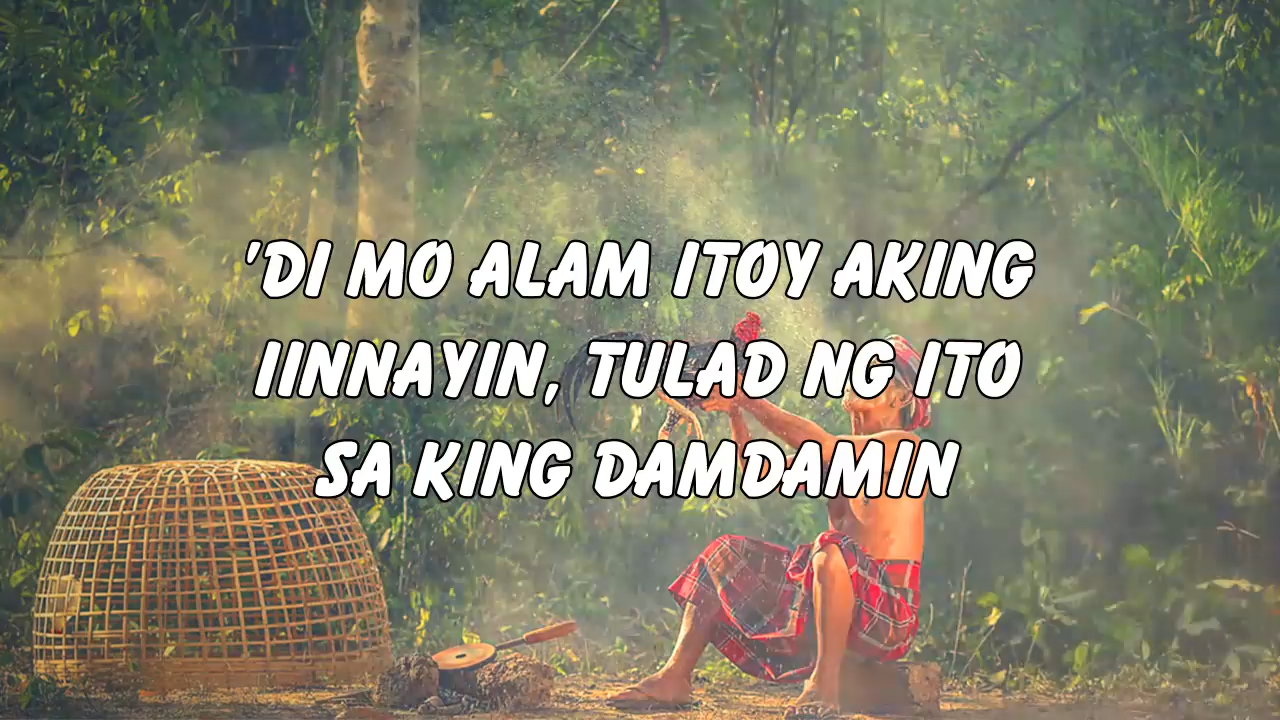 'DI MO ALAM ITOY AKING
IINNAYIN, TULAD NG ITO
SA KING DAMDAMIN